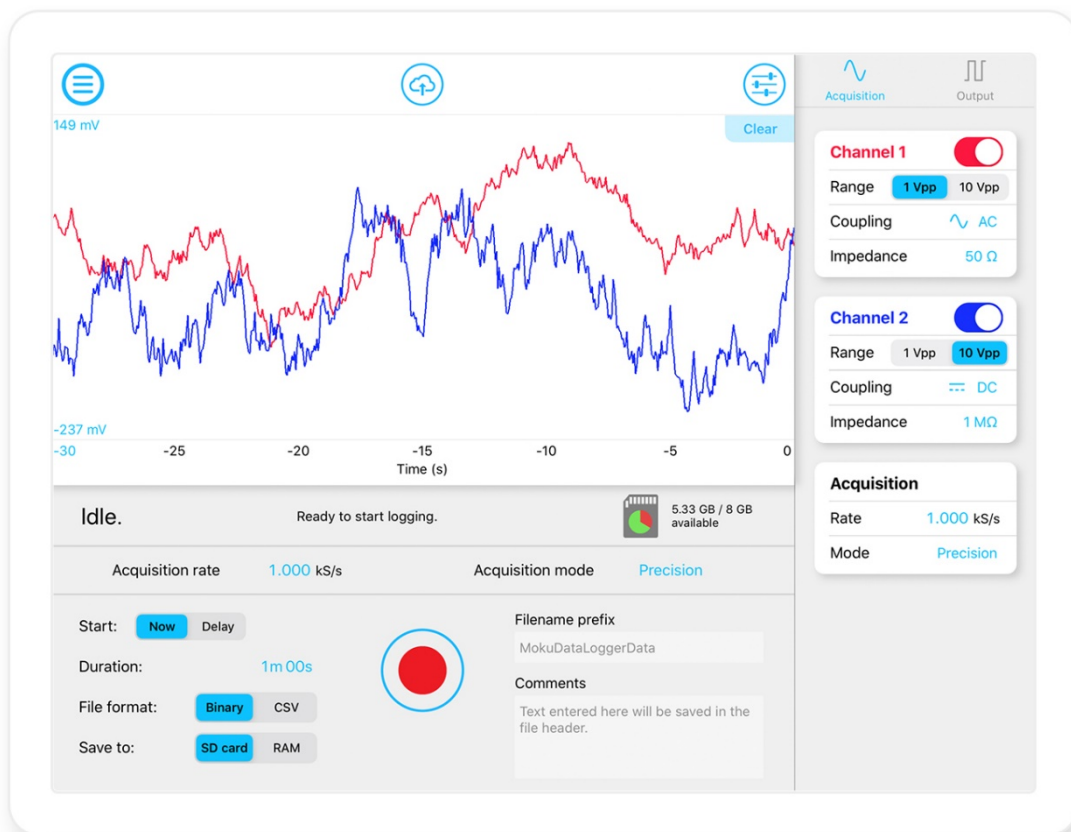 149 mV
Clear
-237 mV
-30 -25 -20 -15 -10 -5 0
Time (s)
Acquisition Output
Channel 1
Range 1 Vpp 10 Vpp
Coupling AC
Impedance 50 Ω
Channel 2
Range 1 Vpp 10 Vpp
Coupling DC
Impedance 1 MΩ
Acquisition
Rate 1.000 kS/s
Mode Precision
Idle. Ready to start logging. 5.33 GB / 8 GB
available
Acquisition rate 1.000 kS/s Acquisition mode Precision
Start: Now Delay
Duration: 1m 00s
File format: Binary CSV
Save to: SD card RAM
Filename prefix
MokuDataLoggerData
Comments
Text entered here will be saved in the
file header.